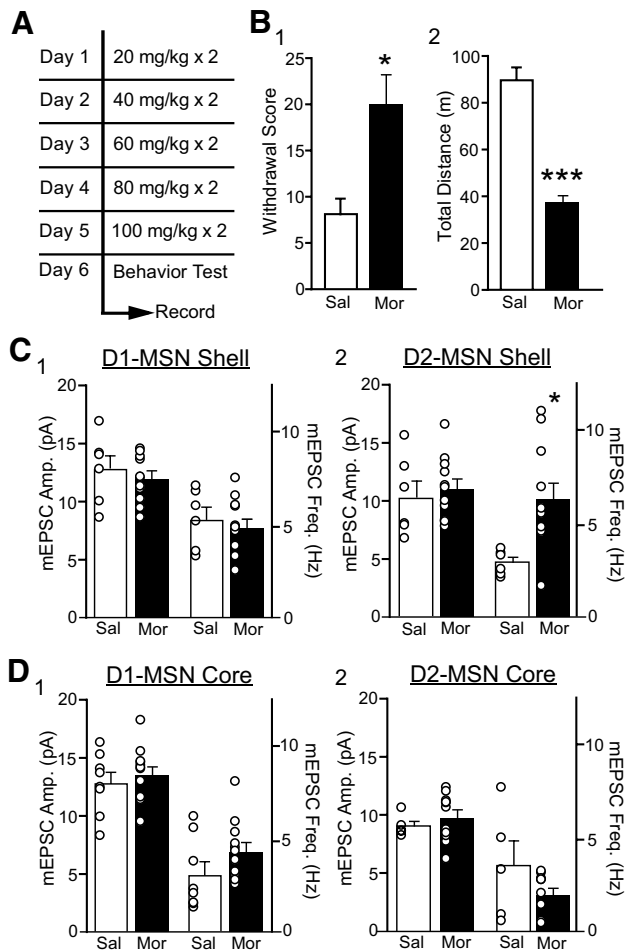 A
Day 1 20 mg/kg x 2
Day 2 40 mg/kg x 2
Day 3 60 mg/kg x 2
Day 4 80 mg/kg x 2
Day 5 100 mg/kg x 2
Day 6 Behavior Test
Record
B
1
Withdrawal Score
25
20
15
10
5
0
*
Sal Mor
2
Total Distance (m)
100
80
60
40
20
0
***
Sal Mor
C
1
D1-MSN Shell
mEPSC Amp. (pA)
20
15
10
5
0
Sal Mor Sal Mor
10
5
0
mEPSC Freq. (Hz)
2
D2-MSN Shell
mEPSC Amp. (pA)
20
15
10
5
0
*
Sal Mor Sal Mor
10
5
0
mEPSC Freq. (Hz)
D
1
D1-MSN Core
mEPSC Amp. (pA)
20
15
10
5
0
Sal Mor Sal Mor
10
5
0
mEPSC Freq. (Hz)
2
D2-MSN Core
mEPSC Amp. (pA)
20
15
10
5
0
Sal Mor Sal Mor
10
5
0
mEPSC Freq. (Hz)